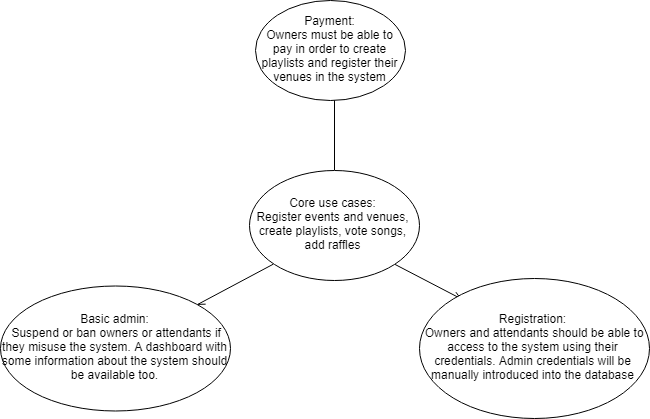 Payment:
Owners must be able to
pay in order to create
playlists and register their
venues in the system
Core use cases:
Register events and venues,
create playlists, vote songs,
add raffles
Basic admin:
Suspend or ban owners or attendants if
they misuse the system. A dashboard with
some information about the system should
be available too.
Registration:
Owners and attendants should be able to
access to the system using their
credentials. Admin credentials will be
manually introduced into the database